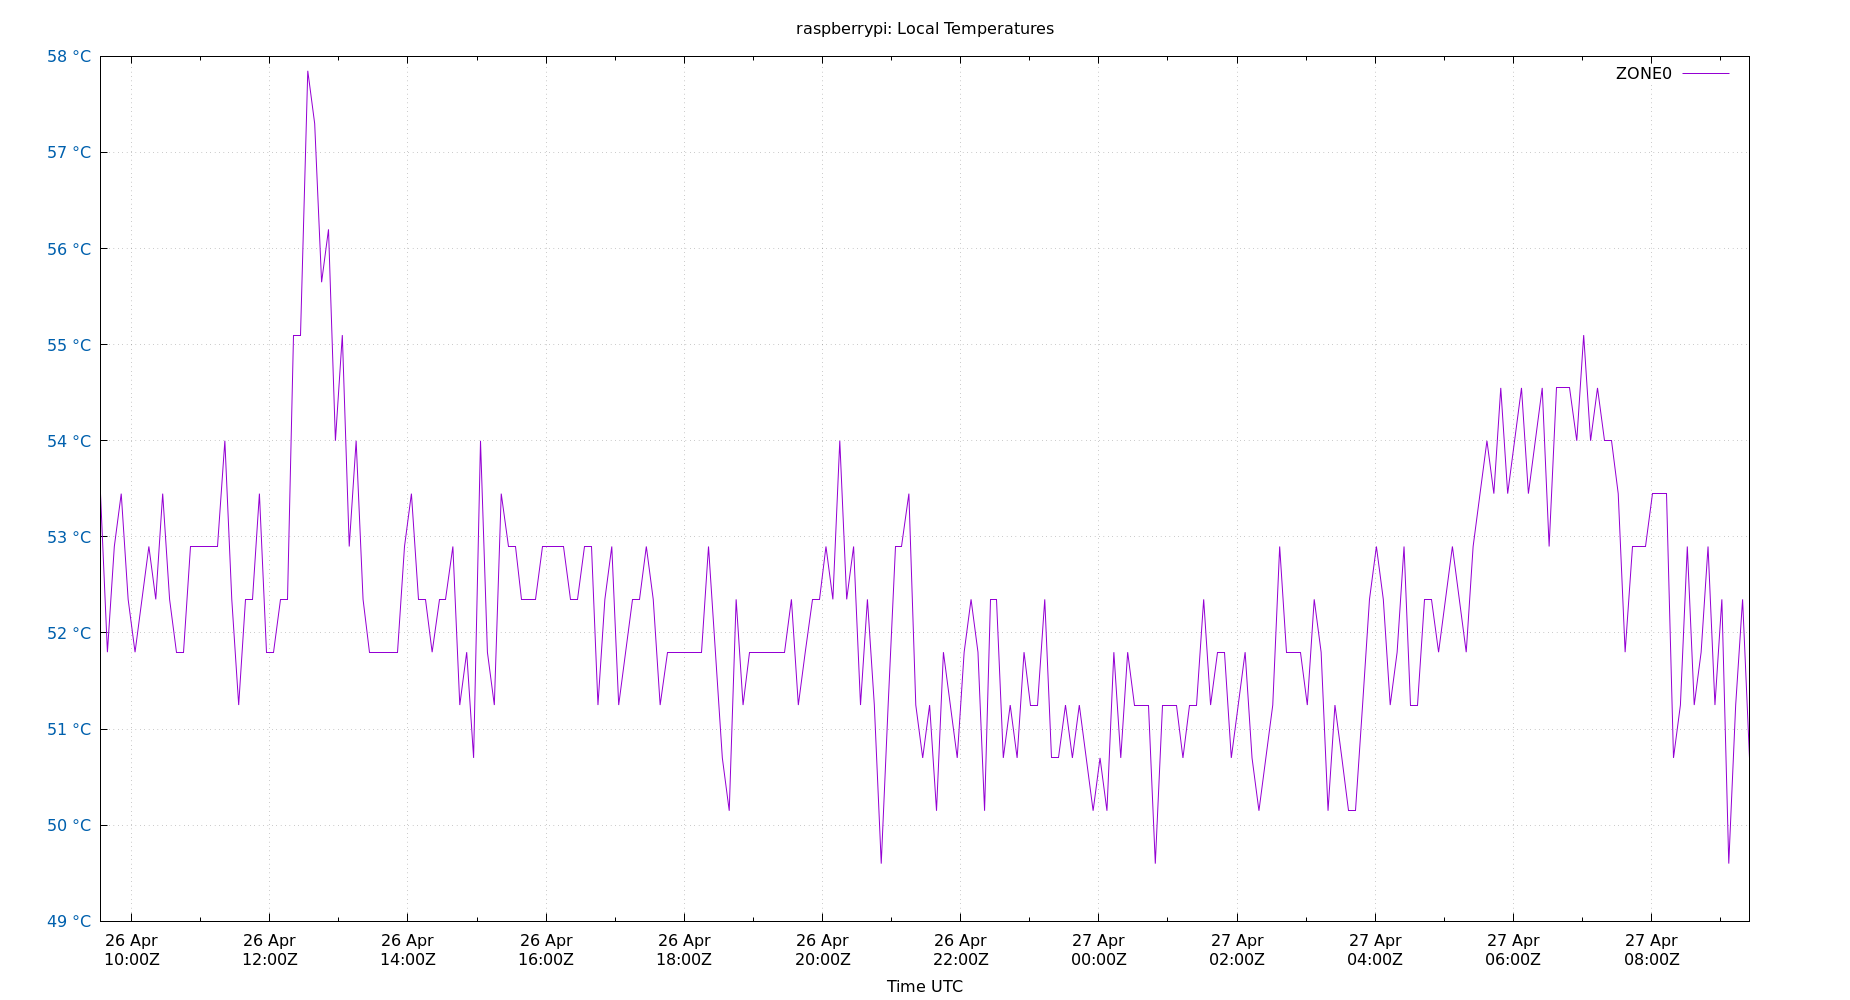 raspberrypi: Local Temperatures
58 °C
57 °C
56 °C
55 °C
54 °C
53 °C
52 °C
51 °C
50 °C
49 °C
ZONE0
26 Apr 10:00Z
26 Apr 12:00Z
26 Apr 14:00Z
26 Apr 16:00Z
26 Apr 18:00Z
26 Apr 20:00Z
26 Apr 22:00Z
27 Apr 00:00Z
27 Apr 02:00Z
27 Apr 04:00Z
27 Apr 06:00Z
27 Apr 08:00Z
Time UTC